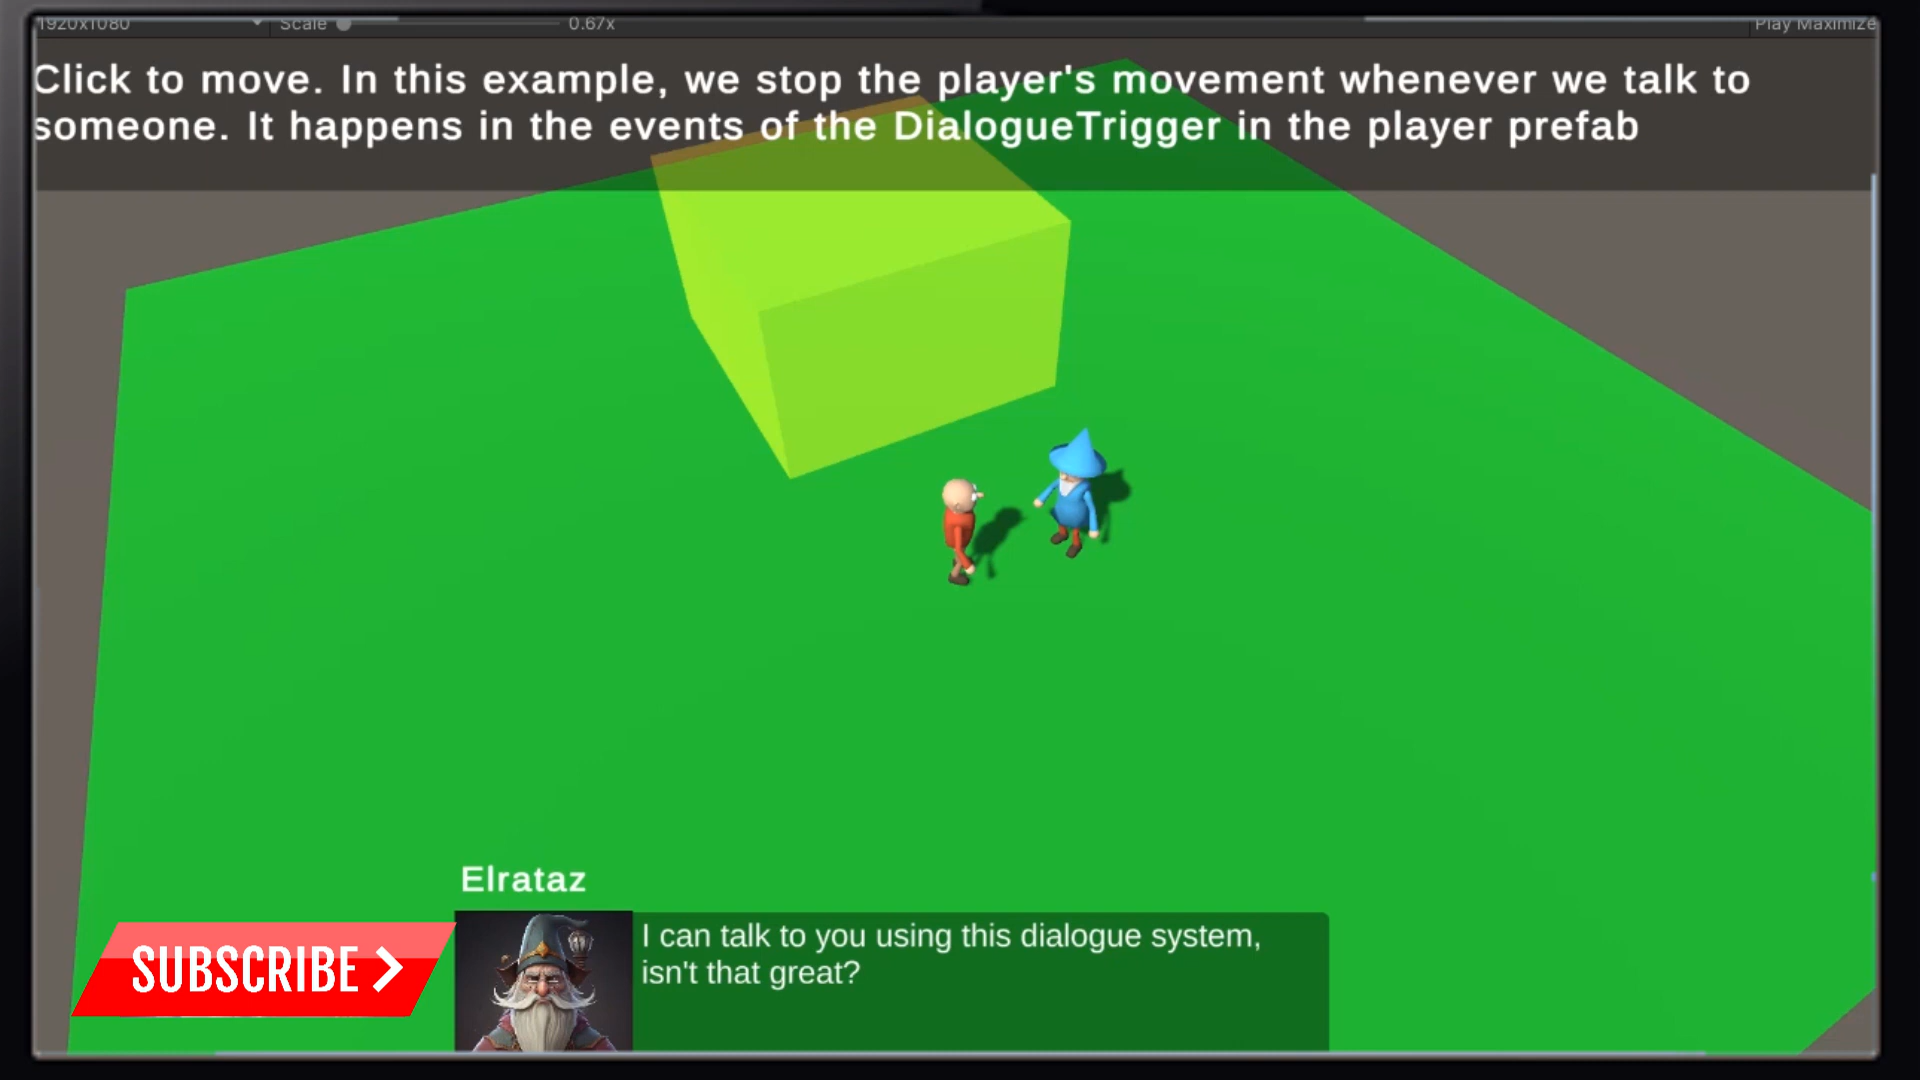 1920x1080 Scale 0.67x Play Maximize
Click to move. In this example, we stop the player's movement whenever we talk to
someone. It happens in the events of the DialogueTrigger in the player prefab
Elrataz
I can talk to you using this dialogue system,
isn't that great?
SUBSCRIBE